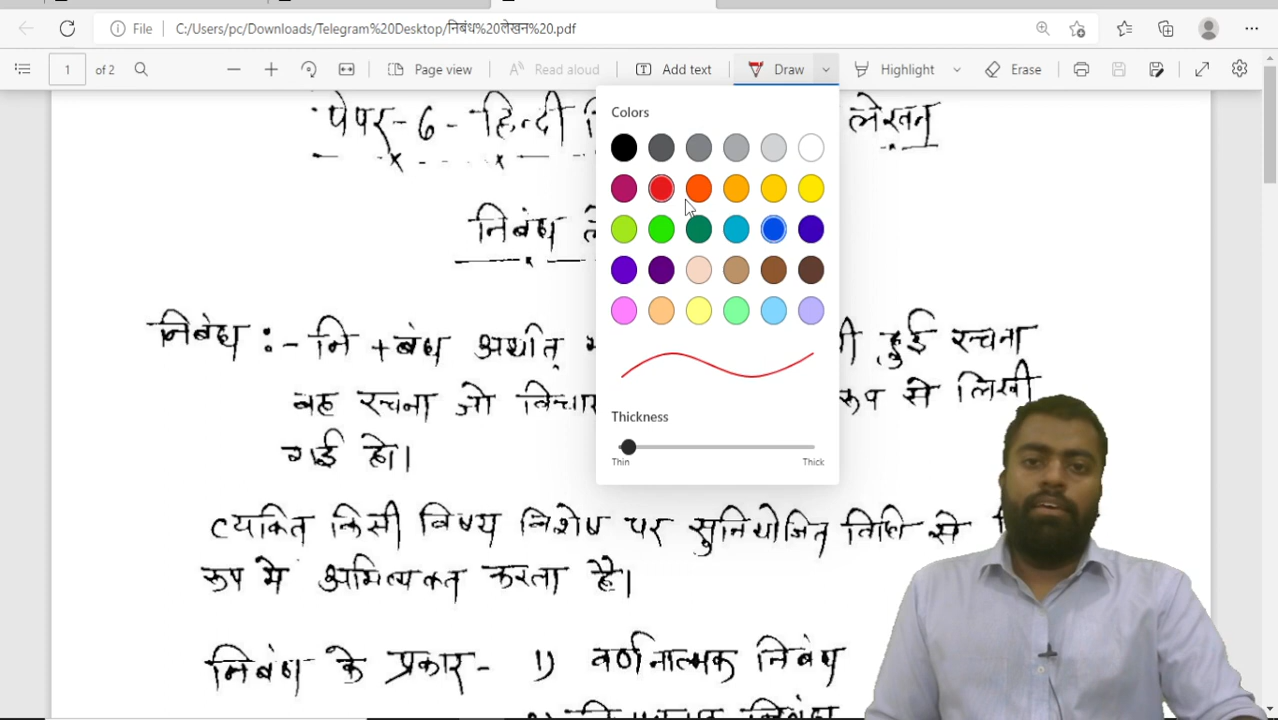 File C:/Users/pc/Downloads/Telegram%20Desktop/निबंध%20लेखन%20.pdf
1 of 2 Page view Read aloud Add text Draw Highlight Erase
Colors
Thickness
Thin Thick
पेपर-6- हिन्दी लेखन
निबंध
निबंध :- नि + बंध अर्थात् हुई रचना
वह रचना जो रूप से लिखी
गई हो।
व्यक्ति किसी विषय विशेष पर सुनियोजित विधि से
रूप में अभिव्यक्त करता है।
निबंध के प्रकार- 1) वर्णनात्मक निबंध